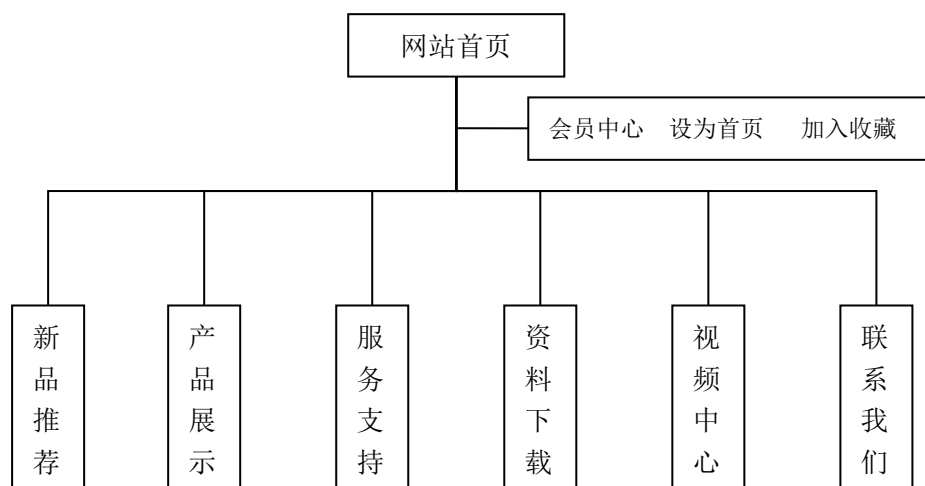 网站首页
会员中心 设为首页 加入收藏
新品推荐
产品展示
服务支持
资料下载
视频中心
联系我们